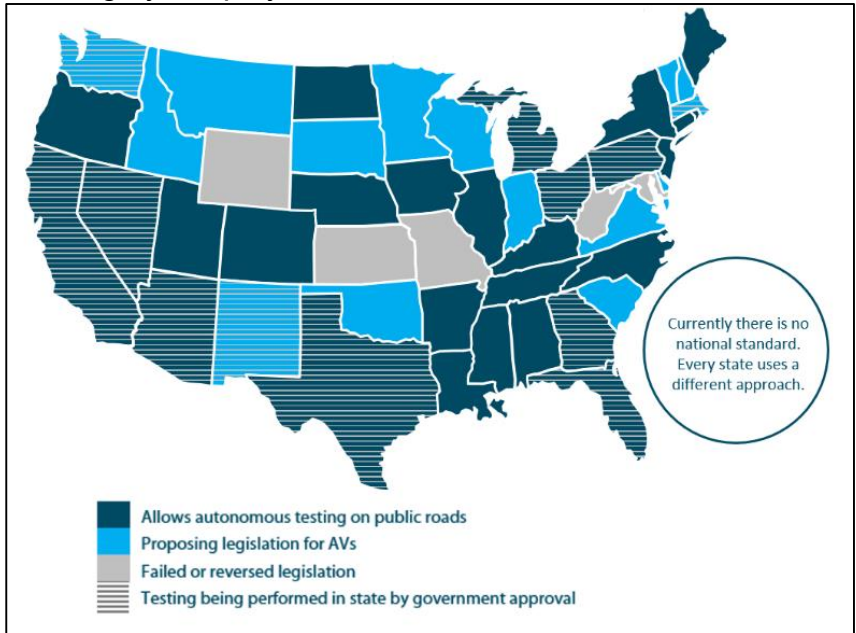 Currently there is no
national standard.
Every state uses a
different approach.
Allows autonomous testing on public roads
Proposing legislation for AVs
Failed or reversed legislation
Testing being performed in state by government approval